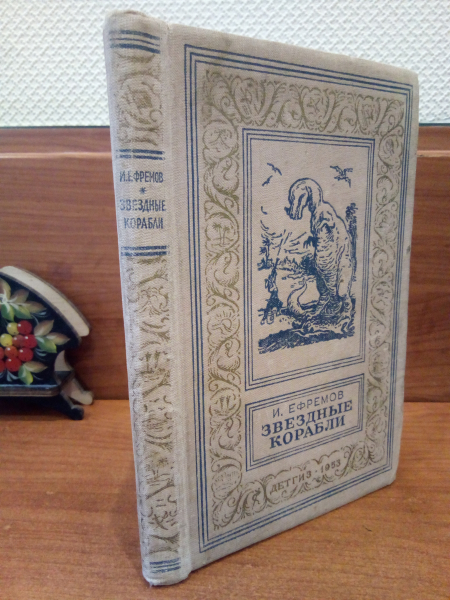 И. ЕФРЕМОВ
*
ЗВЕЗДНЫЕ
КОРАБЛИ
И. ЕФРЕМОВ
ЗВЕЗДНЫЕ
КОРАБЛИ
ДЕТГИЗ · 1953